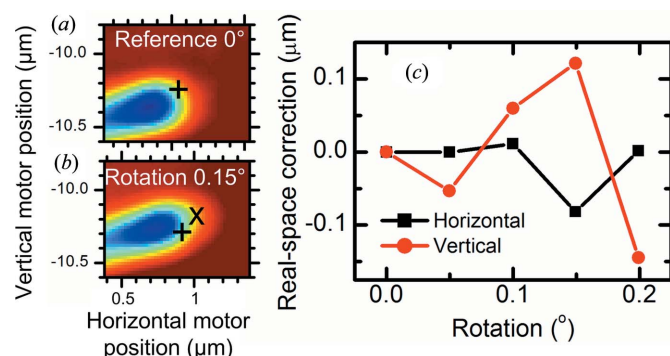 (a)
Reference 0°
-10.0
-10.5
(b)
Rotation 0.15°
-10.0
-10.5
0.5
1
Vertical motor position (µm)
Horizontal motor
position (µm)
(c)
Real-space correction (µm)
0.1
0.0
-0.1
Horizontal
Vertical
0.0
0.1
0.2
Rotation (°)